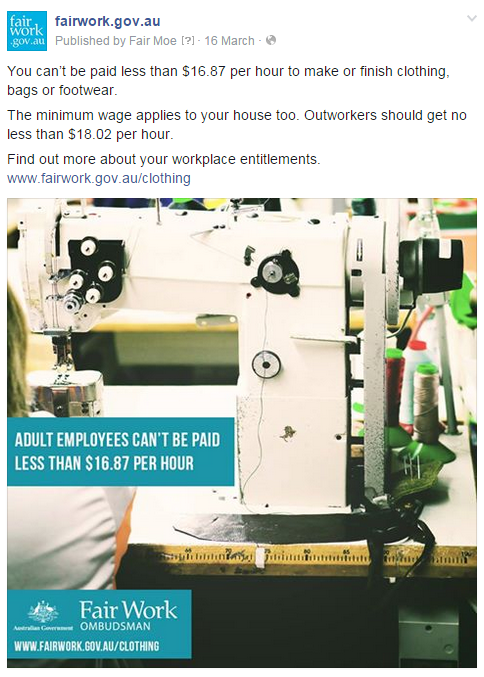 fair
work
.gov.au
fairwork.gov.au
Published by Fair Moe [?] · 16 March ·
You can't be paid less than $16.87 per hour to make or finish clothing,
bags or footwear.
The minimum wage applies to your house too. Outworkers should get no
less than $18.02 per hour.
Find out more about your workplace entitlements.
www.fairwork.gov.au/clothing
ADULT EMPLOYEES CAN'T BE PAID
LESS THAN $16.87 PER HOUR
Australian Government
Fair Work
OMBUDSMAN
WWW.FAIRWORK.GOV.AU/CLOTHING